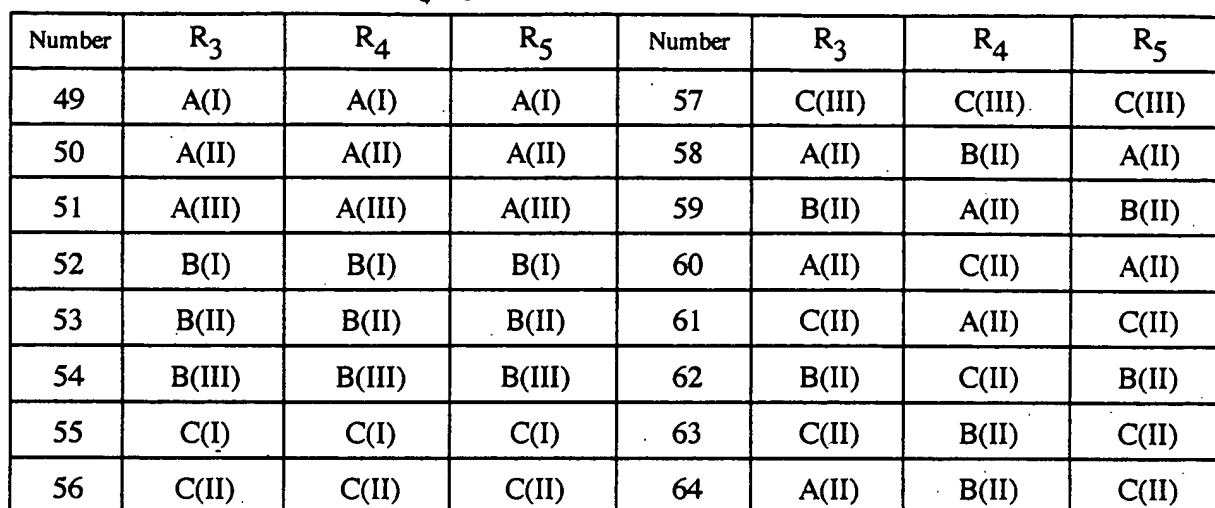 Number R3 R4 R5 Number R3 R4 R5
49 A(I) A(I) A(I) 57 C(III) C(III) C(III)
50 A(II) A(II) A(II) 58 A(II) B(II) A(II)
51 A(III) A(III) A(III) 59 B(II) A(II) B(II)
52 B(I) B(I) B(I) 60 A(II) C(II) A(II)
53 B(II) B(II) B(II) 61 C(II) A(II) C(II)
54 B(III) B(III) B(III) 62 B(II) C(II) B(II)
55 C(I) C(I) C(I) 63 C(II) B(II) C(II)
56 C(II) C(II) C(II) 64 A(II) B(II) C(II)